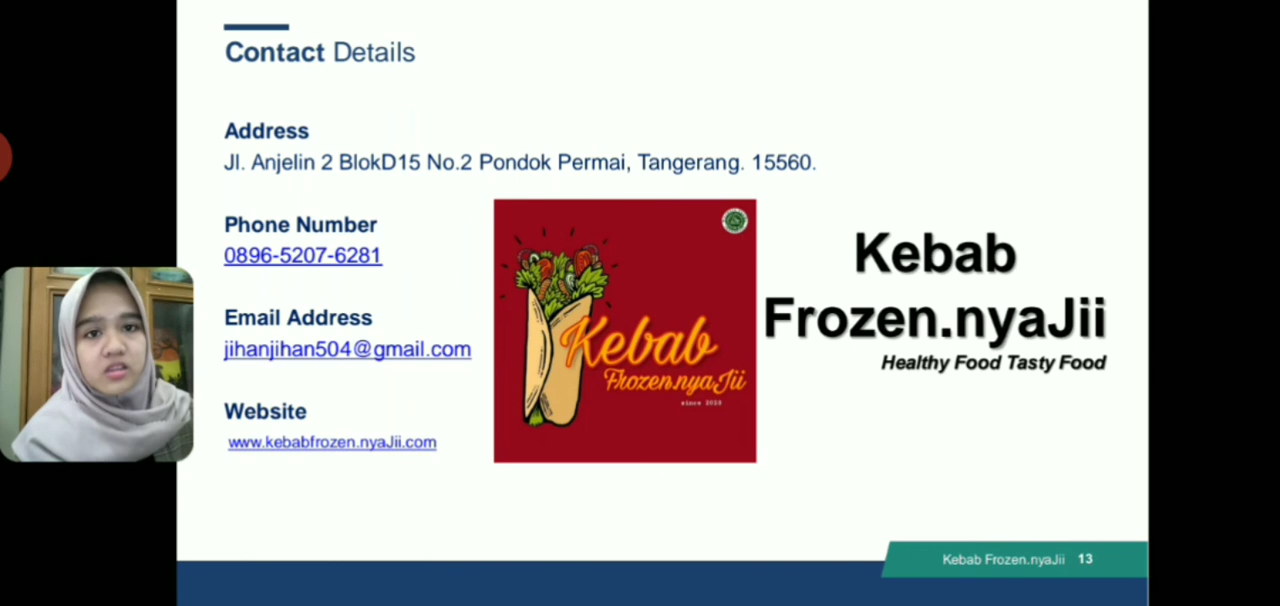 Contact Details
Address
Jl. Anjelin 2 BlokD15 No.2 Pondok Permai, Tangerang. 15560.
Phone Number
0896-5207-6281
Email Address
jihanjihan504@gmail.com
Website
www.kebabfrozen.nyaJii.com
Kebab
Frozen.nyaJii
since 2020
Kebab
Frozen.nyaJii
Healthy Food Tasty Food
Kebab Frozen.nyaJii 13